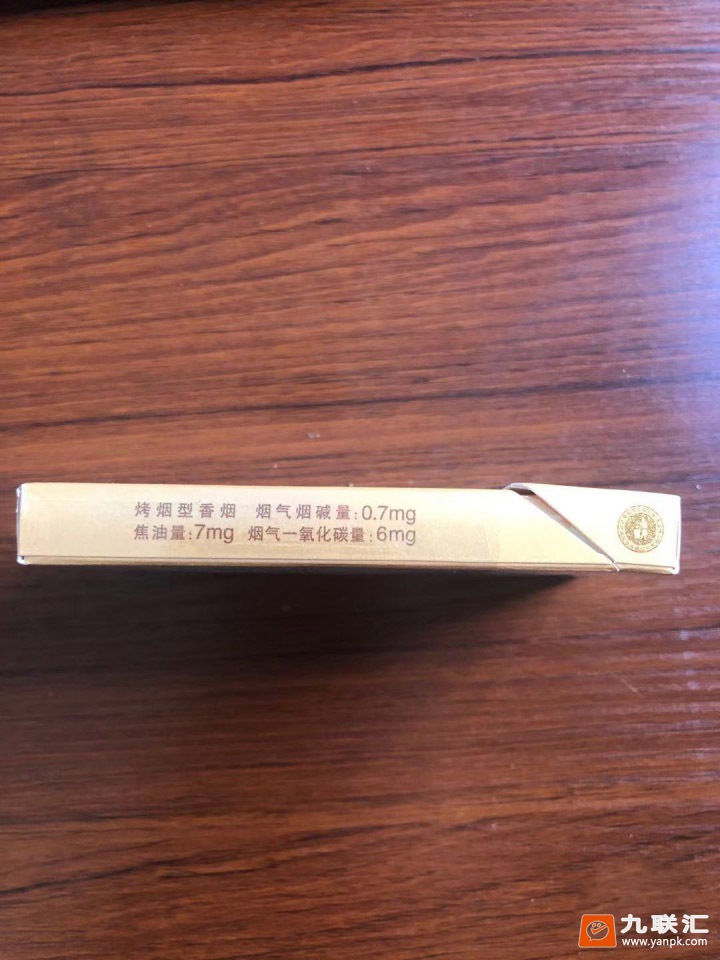 烤烟型香烟 烟气烟碱量:0.7mg
焦油量:7mg 烟气一氧化碳量:6mg
九联汇
www.yanpk.com